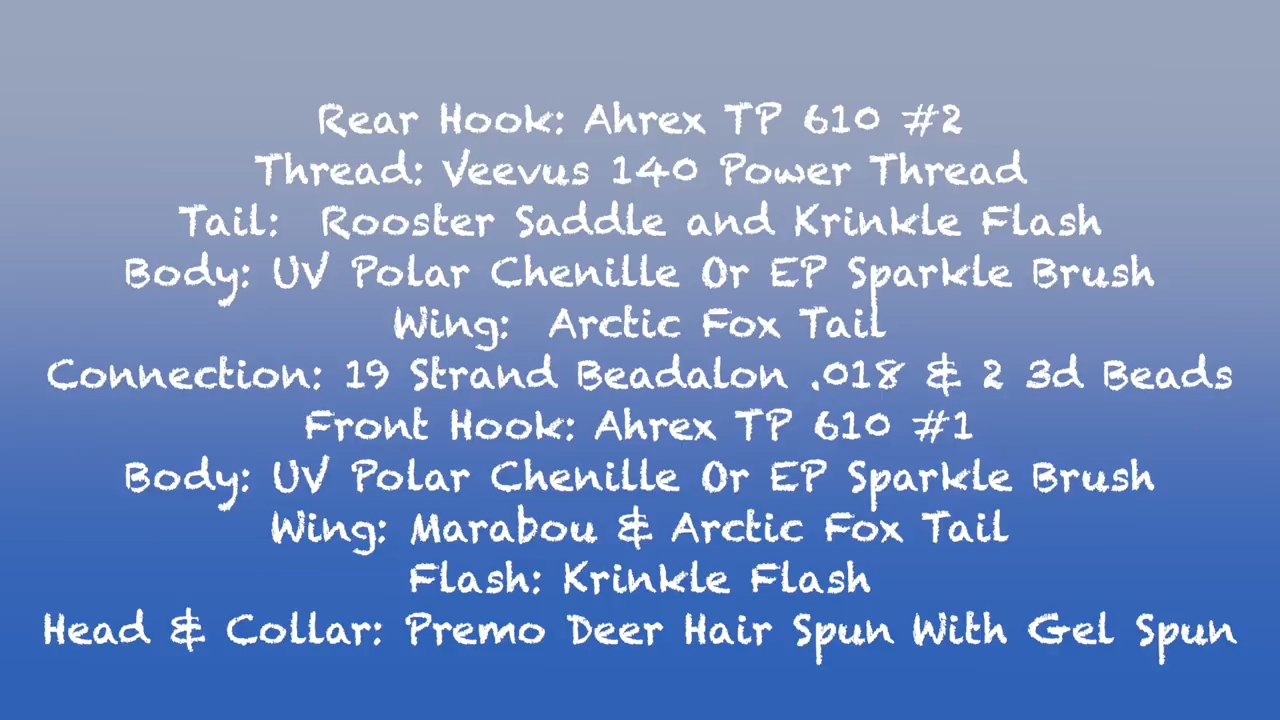 Rear Hook: Ahrex TP 610 #2
Thread: Veevus 140 Power Thread
Tail:  Rooster Saddle and Krinkle Flash
Body: UV Polar Chenille Or EP Sparkle Brush
Wing:  Arctic Fox Tail
Connection: 19 Strand Beadalon .018 & 2 3d Beads
Front Hook: Ahrex TP 610 #1
Body: UV Polar Chenille Or EP Sparkle Brush
Wing: Marabou & Arctic Fox Tail
Flash: Krinkle Flash
Head & Collar: Premo Deer Hair Spun With Gel Spun